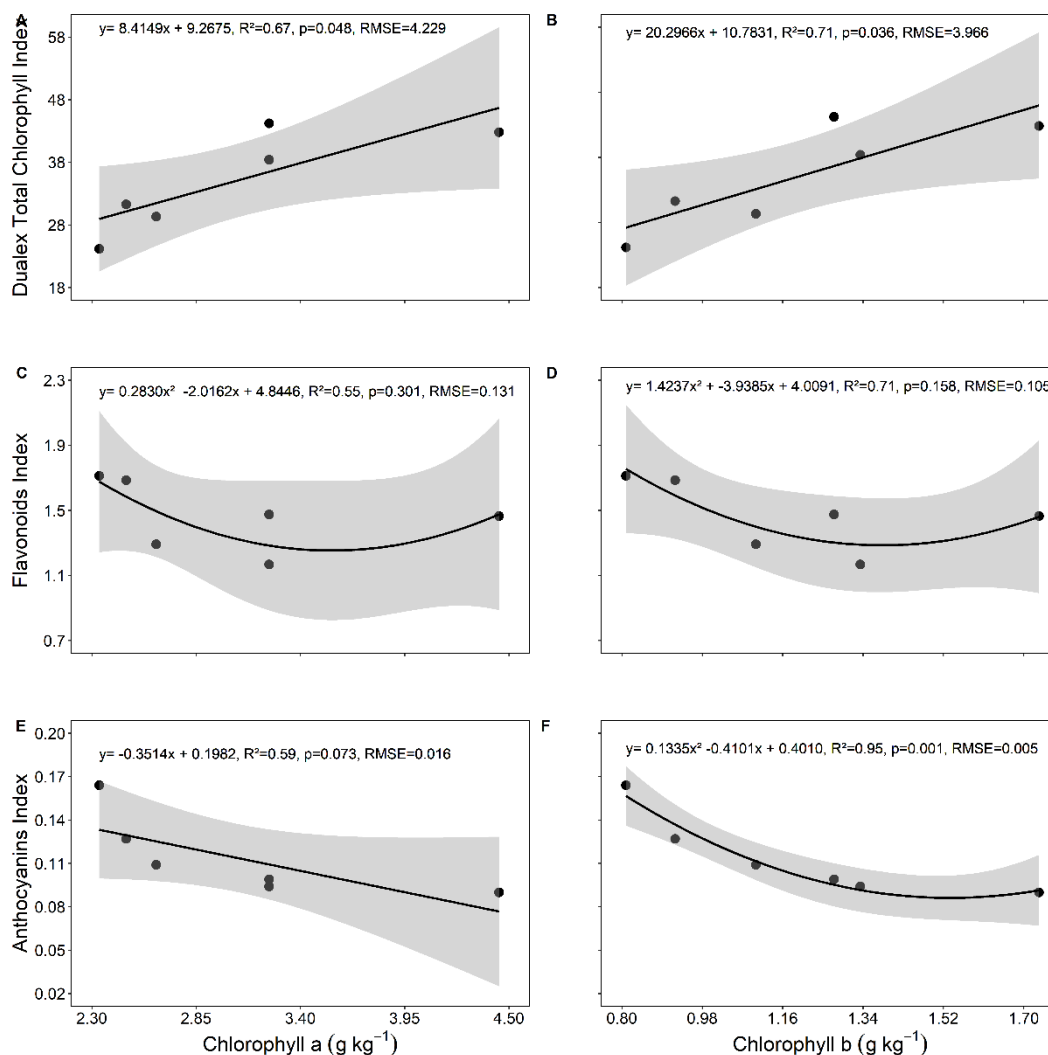 A
y= 8.4149x + 9.2675, R²=0.67, p=0.048, RMSE=4.229
B
y= 20.2966x + 10.7831, R²=0.71, p=0.036, RMSE=3.966
Dualex Total Chlorophyll Index
58
48
38
28
18
C
y= 0.2830x² -2.0162x + 4.8446, R²=0.55, p=0.301, RMSE=0.131
D
y= 1.4237x² + -3.9385x + 4.0091, R²=0.71, p=0.158, RMSE=0.105
Flavonoids Index
2.3
1.9
1.5
1.1
0.7
E
y= -0.3514x + 0.1982, R²=0.59, p=0.073, RMSE=0.016
F
y= 0.1335x² -0.4101x + 0.4010, R²=0.95, p=0.001, RMSE=0.005
Anthocyanins Index
0.20
0.17
0.14
0.11
0.08
0.05
0.02
2.30 2.85 3.40 3.95 4.50
0.80 0.98 1.16 1.34 1.52 1.70
Chlorophyll a (g kg⁻¹)
Chlorophyll b (g kg⁻¹)